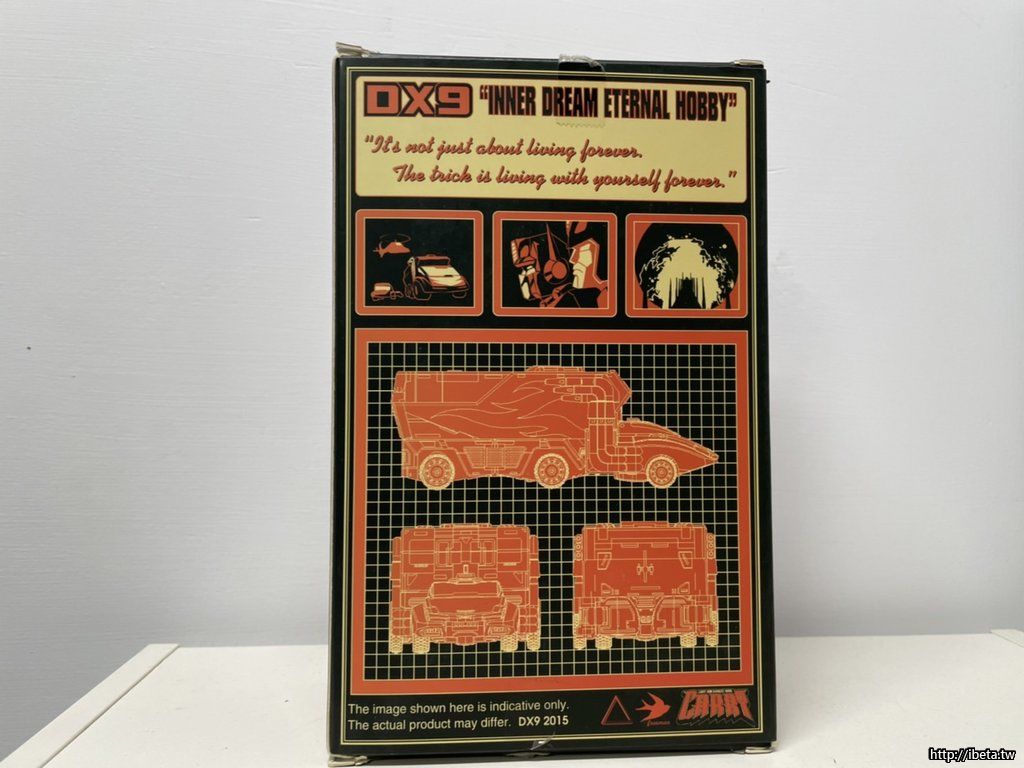 DX9 "INNER DREAM ETERNAL HOBBY"
"It's not just about living forever.
The trick is living with yourself forever."
The image shown here is indicative only.
The actual product may differ. DX9 2015
CARRY
http://ibeta.tw